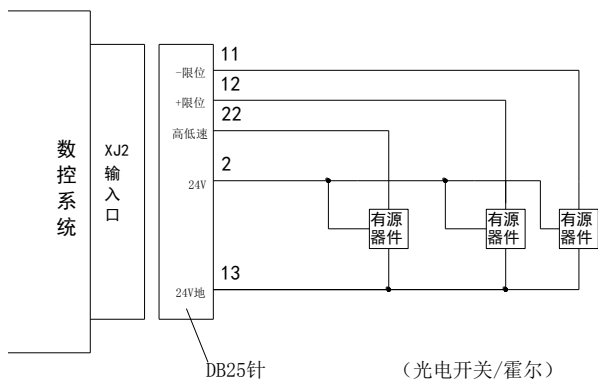 数控系统
XJ2
输入口
-限位
11
+限位
12
高低速
22
24V
2
24V地
13
有源
器件
有源
器件
有源
器件
DB25针
(光电开关/霍尔)